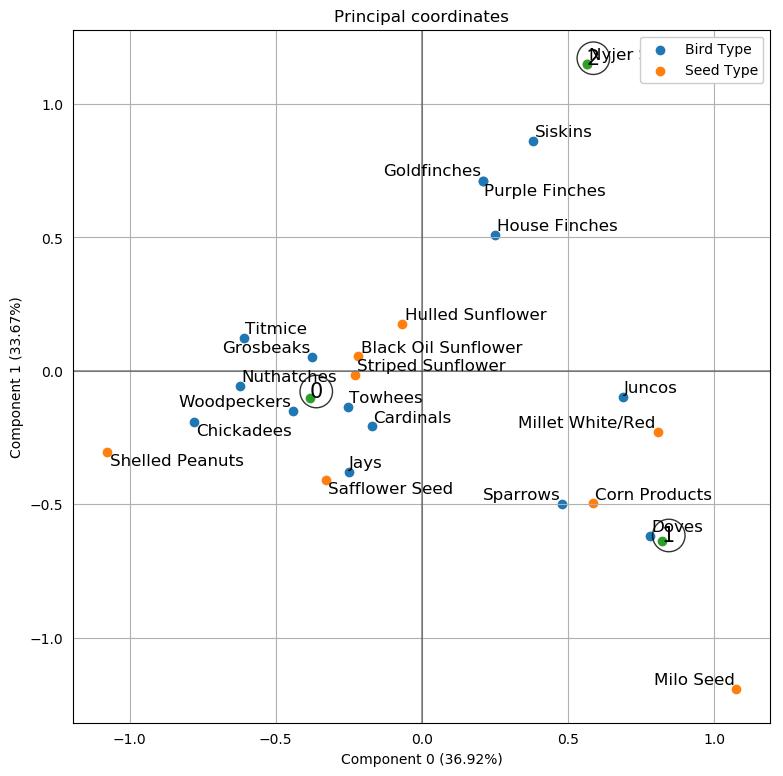 Principal coordinates
Bird Type
Seed Type
2
Nyjer
Siskins
Goldfinches
Purple Finches
House Finches
Hulled Sunflower
Titmice
Grosbeaks
Black Oil Sunflower
Striped Sunflower
Nuthatches
0
Woodpeckers
Towhees
Juncos
Cardinals
Millet White/Red
Chickadees
Shelled Peanuts
Jays
Safflower Seed
Sparrows
Corn Products
Doves
1
Milo Seed
1.0
0.5
0.0
−0.5
−1.0
Component 1 (33.67%)
−1.0
−0.5
0.0
0.5
1.0
Component 0 (36.92%)